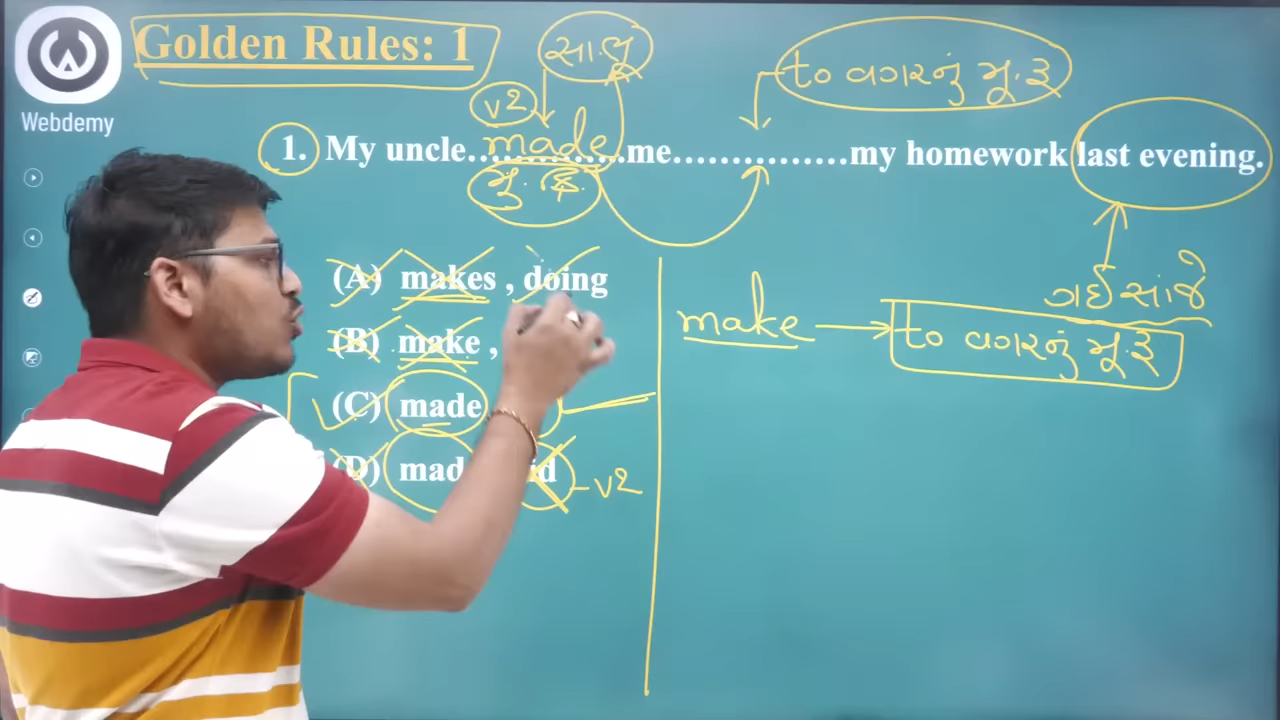 Golden Rules: 1
Webdemy
સાદુ
to વગરનું મૂ.રૂ
v2
made
1. My uncle...............me...............my homework last evening.
મૂ. ક્રિ.
(A) makes , doing
(B) make ,
(C) made
(D) mad
id
v2
make → to વગરનું મૂ.રૂ
ગઈ સાંજે